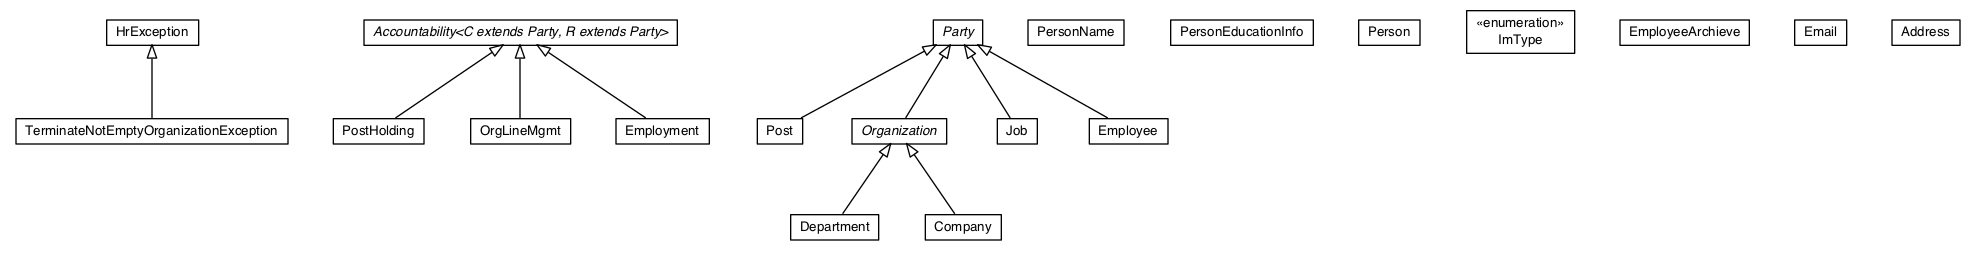 HrException
Accountability<C extends Party, R extends Party>
Party
PersonName
PersonEducationInfo
Person
«enumeration»
ImType
EmployeeArchieve
Email
Address
TerminateNotEmptyOrganizationException
PostHolding
OrgLineMgmt
Employment
Post
Organization
Job
Employee
Department
Company